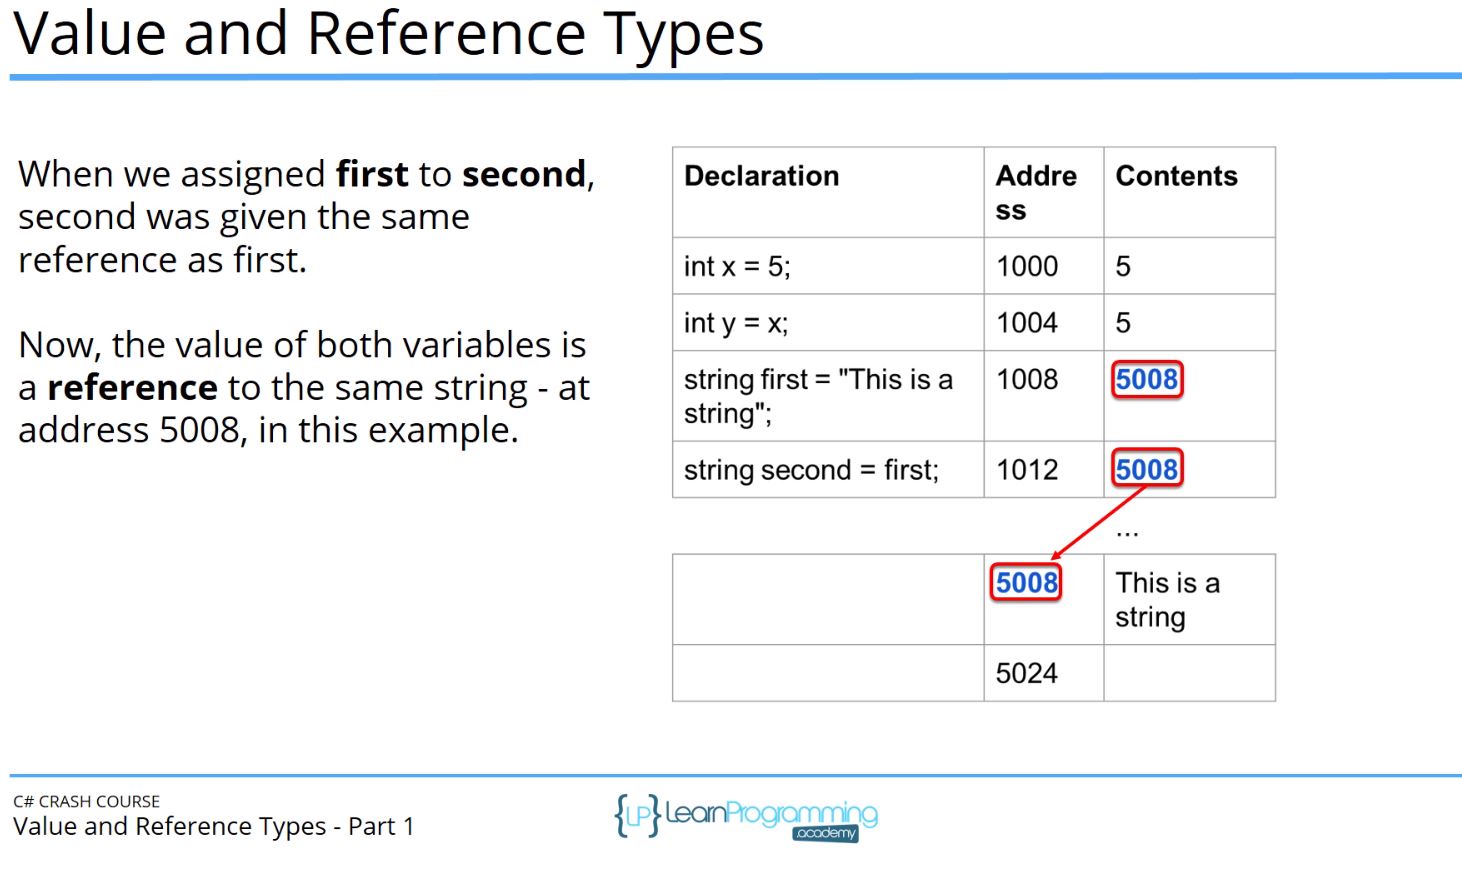 Value and Reference Types
When we assigned first to second,
second was given the same
reference as first.
Now, the value of both variables is
a reference to the same string - at
address 5008, in this example.
Declaration Addre Contents
ss
int x = 5; 1000 5
int y = x; 1004 5
string first = "This is a 1008 5008
string";
string second = first; 1012 5008
...
5008 This is a
string
5024
C# CRASH COURSE
Value and Reference Types - Part 1
{LP} LearnProgramming
.academy